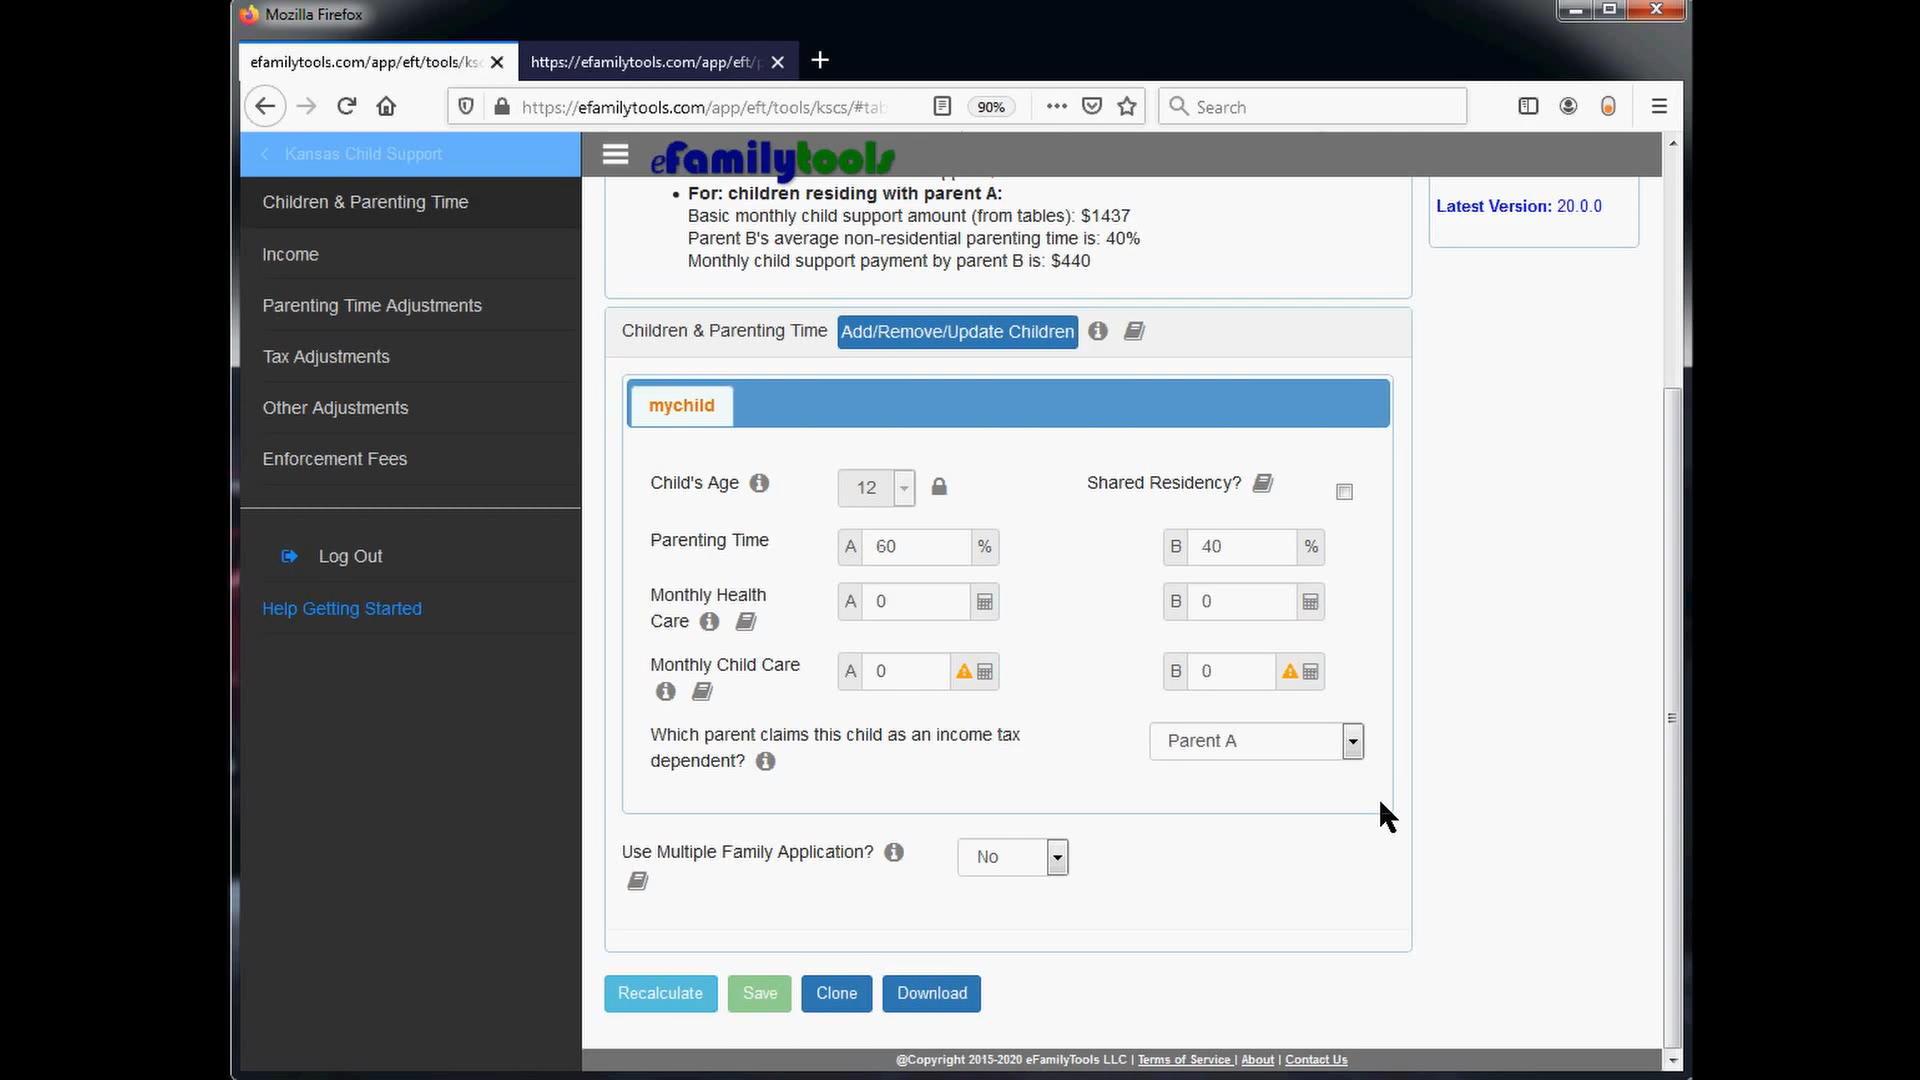 Mozilla Firefox
efamilytools.com/app/eft/tools/ksc
https://efamilytools.com/app/eft/p
https://efamilytools.com/app/eft/tools/kscs/#tab
90%
Search
Kansas Child Support
eFamilytools
Children & Parenting Time
Income
Parenting Time Adjustments
Tax Adjustments
Other Adjustments
Enforcement Fees
Log Out
Help Getting Started
• For: children residing with parent A:
Basic monthly child support amount (from tables): $1437
Parent B's average non-residential parenting time is: 40%
Monthly child support payment by parent B is: $440
Latest Version: 20.0.0
Children & Parenting Time Add/Remove/Update Children
mychild
Child's Age 12 Shared Residency?
Parenting Time A 60 % B 40 %
Monthly Health
Care A 0 B 0
Monthly Child Care A 0 B 0
Which parent claims this child as an income tax
dependent? Parent A
Use Multiple Family Application? No
Recalculate Save Clone Download
@Copyright 2015-2020 eFamilyTools LLC | Terms of Service | About | Contact Us